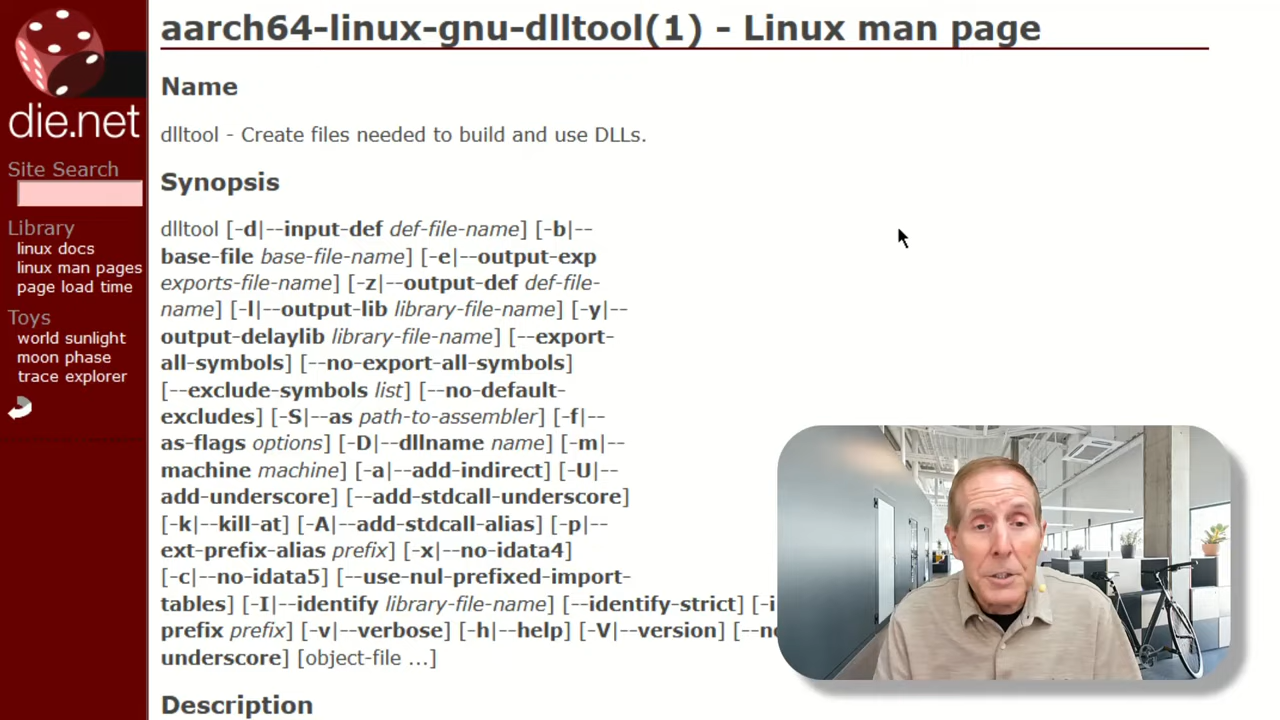 aarch64-linux-gnu-dlltool(1) - Linux man page
die.net
Site Search
Library
linux docs
linux man pages
page load time
Toys
world sunlight
moon phase
trace explorer
Name
dlltool - Create files needed to build and use DLLs.
Synopsis
dlltool [-d|--input-def def-file-name] [-b|--
base-file base-file-name] [-e|--output-exp
exports-file-name] [-z|--output-def def-file-
name] [-l|--output-lib library-file-name] [-y|--
output-delaylib library-file-name] [--export-
all-symbols] [--no-export-all-symbols]
[--exclude-symbols list] [--no-default-
excludes] [-S|--as path-to-assembler] [-f|--
as-flags options] [-D|--dllname name] [-m|--
machine machine] [-a|--add-indirect] [-U|--
add-underscore] [--add-stdcall-underscore]
[-k|--kill-at] [-A|--add-stdcall-alias] [-p|--
ext-prefix-alias prefix] [-x|--no-idata4]
[-c|--no-idata5] [--use-nul-prefixed-import-
tables] [-I|--identify library-file-name] [--identify-strict] [-i
prefix prefix] [-v|--verbose] [-h|--help] [-V|--version] [--no
underscore] [object-file ...]
Description